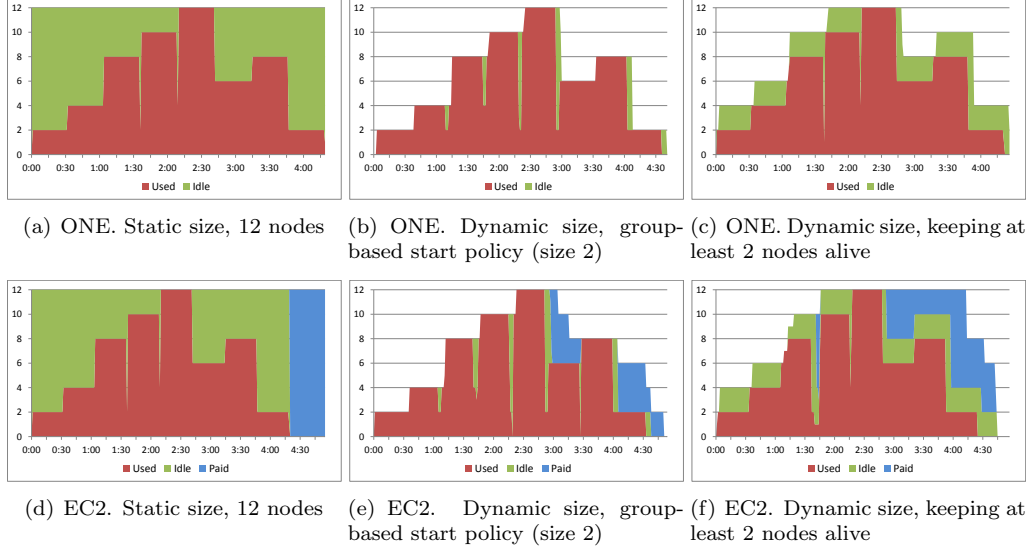 12
10
8
6
4
2
0
0:00 0:30 1:00 1:30 2:00 2:30 3:00 3:30 4:00
Used Idle
(a) ONE. Static size, 12 nodes
12
10
8
6
4
2
0
0:00 0:30 1:00 1:30 2:00 2:30 3:00 3:30 4:00 4:30
Used Idle
(b) ONE. Dynamic size, group-
based start policy (size 2)
12
10
8
6
4
2
0
0:00 0:30 1:00 1:30 2:00 2:30 3:00 3:30 4:00
Used Idle
(c) ONE. Dynamic size, keeping at
least 2 nodes alive
12
10
8
6
4
2
0
0:00 0:30 1:00 1:30 2:00 2:30 3:00 3:30 4:00 4:30
Used Idle Paid
(d) EC2. Static size, 12 nodes
12
10
8
6
4
2
0
0:00 0:30 1:00 1:30 2:00 2:30 3:00 3:30 4:00 4:30
Used Idle Paid
(e) EC2. Dynamic size, group-
based start policy (size 2)
12
10
8
6
4
2
0
0:00 0:30 1:00 1:30 2:00 2:30 3:00 3:30 4:00 4:30
Used Idle Paid
(f) EC2. Dynamic size, keeping at
least 2 nodes alive